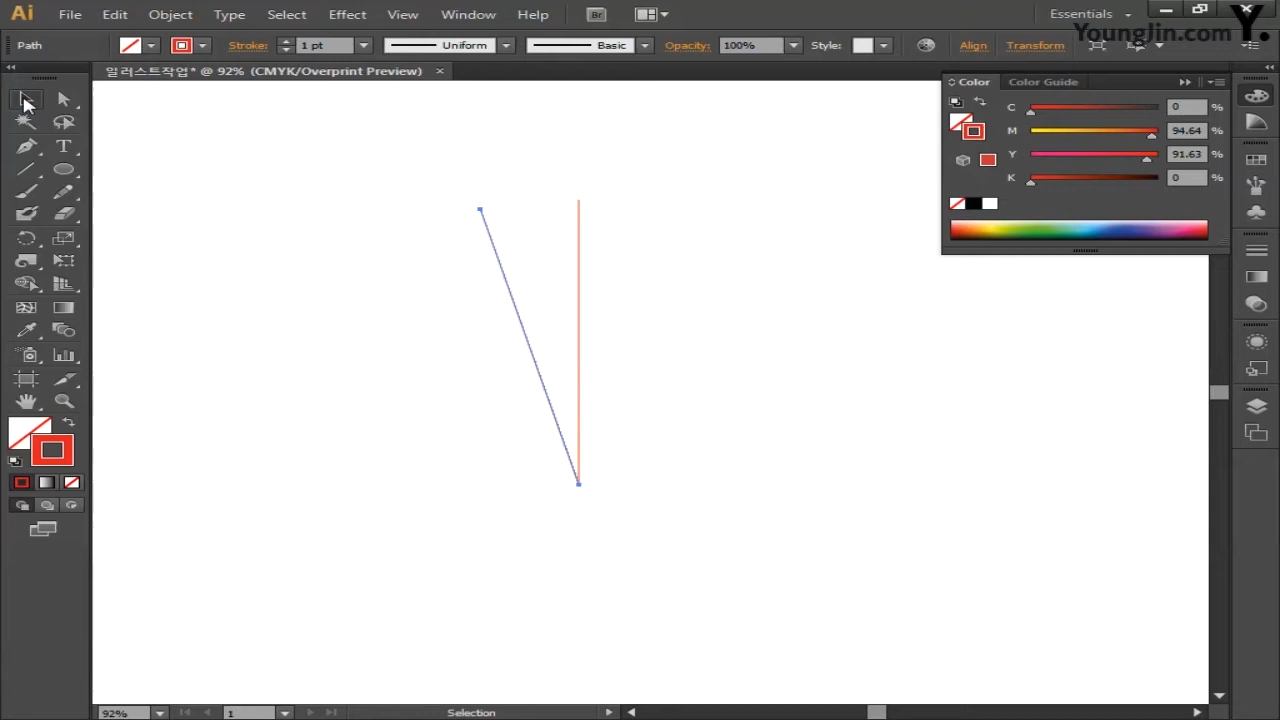 Ai File Edit Object Type Select Effect View Window Help Br Essentials
YoungJin.com Y.
Path Stroke: 1 pt Uniform Basic Opacity: 100% Style: Align Transform
일러스트작업* @ 92% (CMYK/Overprint Preview) ×
Color Color Guide
C 0 %
M 94.64 %
Y 91.63 %
K 0 %
T
92% 1 Selection